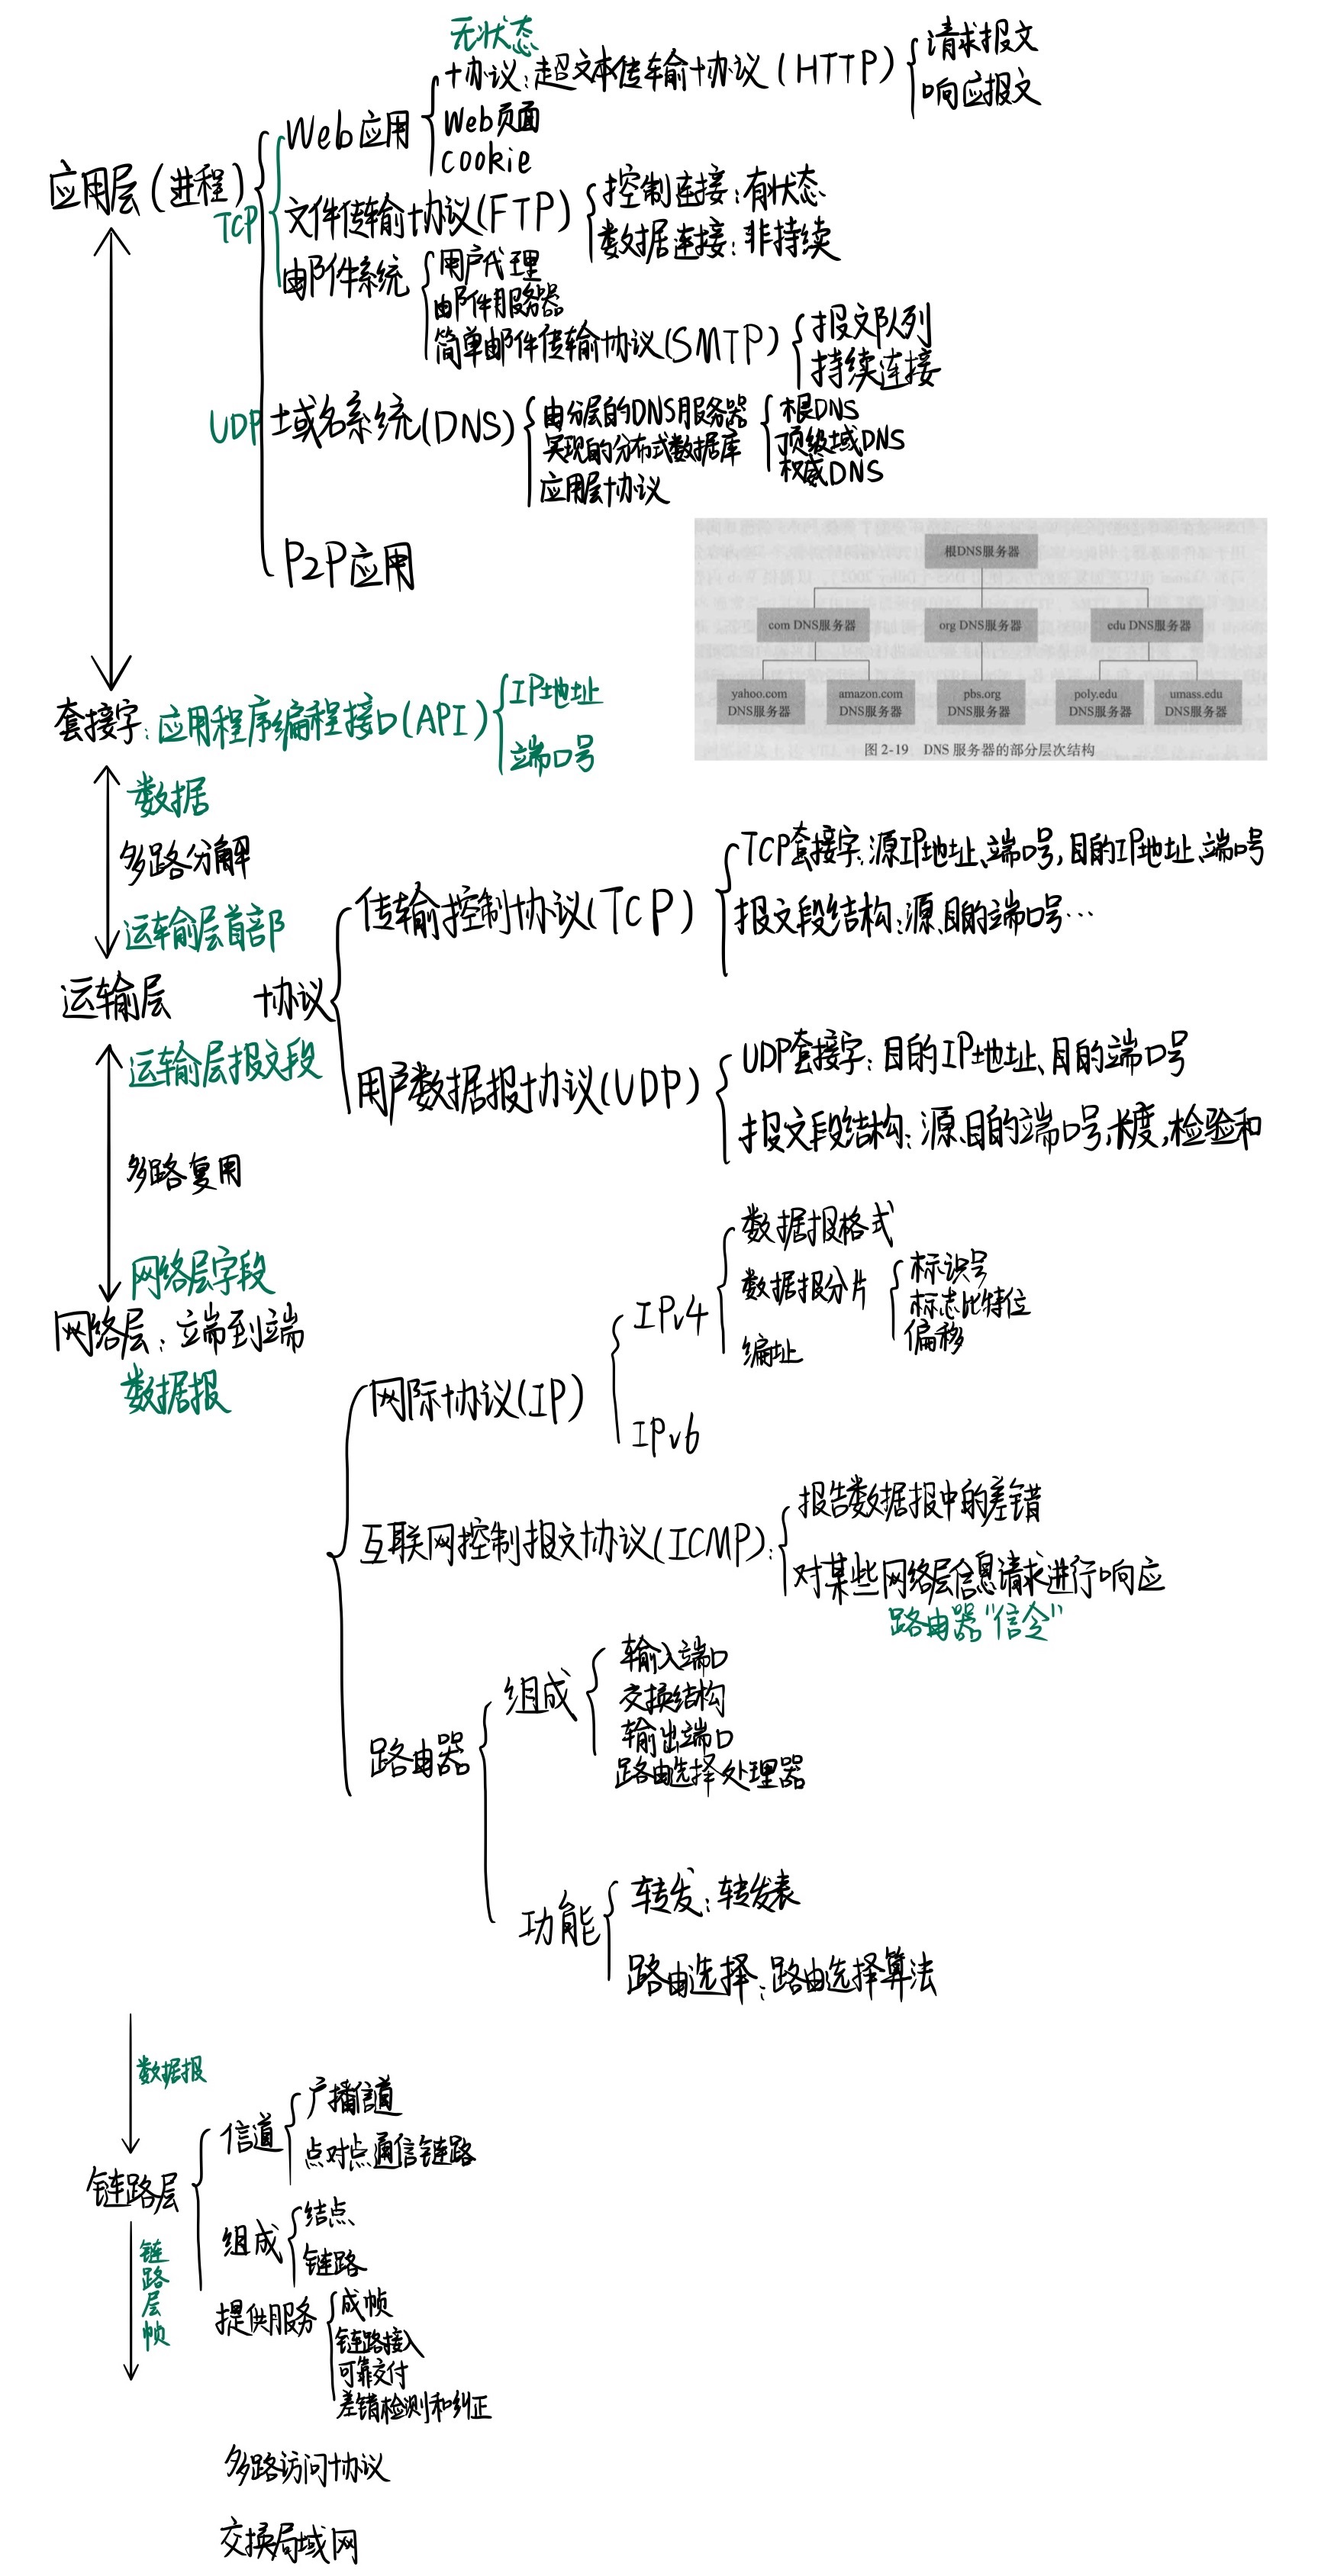 无状态
协议：超文本传输协议（HTTP）
请求报文
响应报文
Web应用
Web页面
cookie
应用层（进程）
TCP
文件传输协议（FTP）
控制连接：有状态
数据连接：非持续
邮件系统
用户代理
邮件服务器
简单邮件传输协议（SMTP）
报文队列
持续连接
UDP
域名系统（DNS）
由分层的DNS服务器
实现的分布式数据库
应用层协议
根DNS
顶级域DNS
权威DNS
P2P应用
根DNS服务器
com DNS服务器
org DNS服务器
edu DNS服务器
yahoo.com
DNS服务器
amazon.com
DNS服务器
pbs.org
DNS服务器
poly.edu
DNS服务器
umass.edu
DNS服务器
图 2-19 DNS 服务器的部分层次结构
套接字：应用程序编程接口（API）
IP地址
端口号
数据
多路分解
运输层首部
运输层
协议
传输控制协议（TCP）
TCP套接字：源IP地址、端口号，目的IP地址、端口号
报文段结构：源、目的端口号…
运输层报文段
用户数据报协议（UDP）
UDP套接字：目的IP地址、目的端口号
报文段结构：源、目的端口号，长度，检验和
多路复用
网络层字段
网络层：端到端
数据报
网际协议（IP）
IPv4
数据报格式
数据报分片
标识号
标志比特位
偏移
编址
IPv6
互联网控制报文协议（ICMP）：
报告数据报中的差错
对某些网络层信息请求进行响应
路由器“信令”
路由器
组成
输入端口
交换结构
输出端口
路由选择处理器
功能
转发：转发表
路由选择：路由选择算法
数据报
链路层
信道
广播信道
点对点通信链路
组成
结点
链路
链路层帧
提供服务
成帧
链路接入
可靠交付
差错检测和纠正
多路访问协议
交换局域网